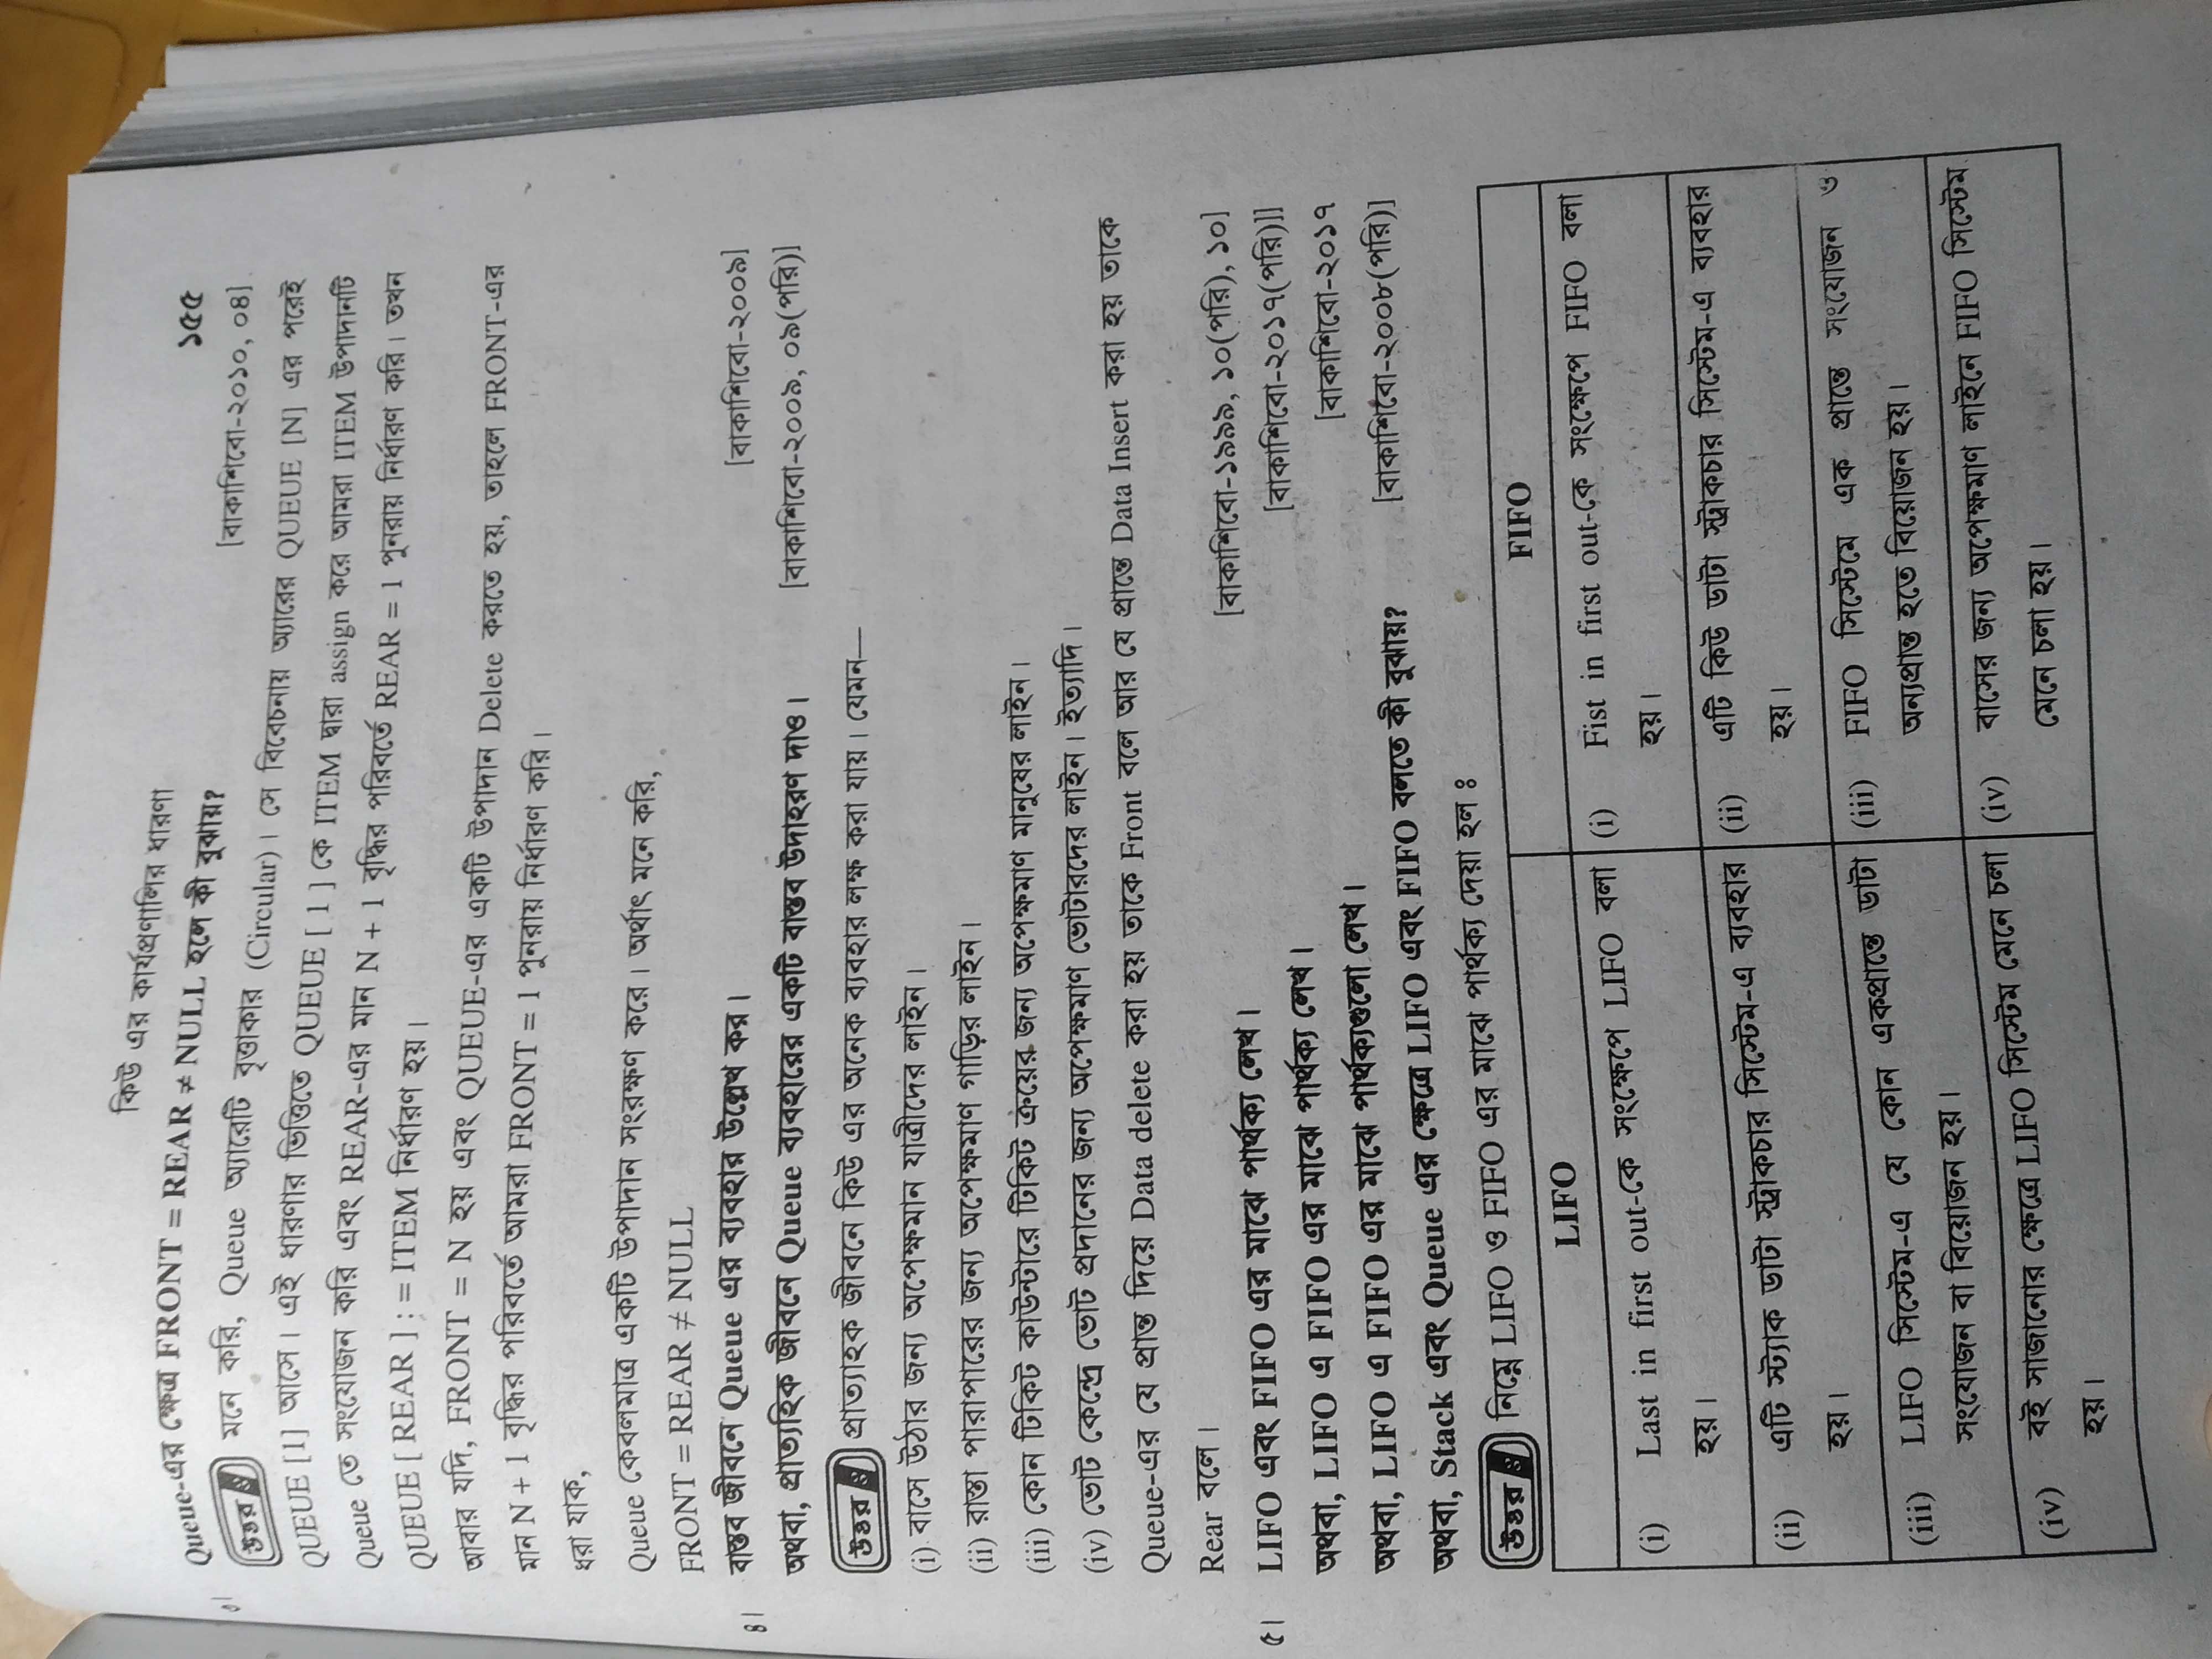 কিউ এর কার্যপ্রণালির ধারণা ১৫৫
৩। Queue-এর ক্ষেত্রে FRONT = REAR ≠ NULL হলে কী বুঝায়? [বাকাশিবো-২০১০, ০৪]
উত্তর মনে করি, Queue অ্যারেটি বৃত্তাকার (Circular)। সে বিবেচনায় অ্যারের QUEUE [N] এর পরেই
QUEUE [1] আসে। এই ধারণার ভিত্তিতে QUEUE [ 1 ] কে ITEM দ্বারা assign করে আমরা ITEM উপাদানটি
Queue তে সংযোজন করি এবং REAR-এর মান N + 1 বৃদ্ধির পরিবর্তে REAR = 1 পুনরায় নির্ধারণ করি। তখন
QUEUE [ REAR ] : = ITEM নির্ধারণ হয়।
আবার যদি, FRONT = N হয় এবং QUEUE-এর একটি উপাদান Delete করতে হয়, তাহলে FRONT-এর
মান N + 1 বৃদ্ধির পরিবর্তে আমরা FRONT = 1 পুনরায় নির্ধারণ করি।
ধরা যাক,
Queue কেবলমাত্র একটি উপাদান সংরক্ষণ করে। অর্থাৎ মনে করি,
FRONT = REAR ≠ NULL
৪। বাস্তব জীবনে Queue এর ব্যবহার উল্লেখ কর। [বাকাশিবো-২০০৯]
অথবা, প্রাত্যহিক জীবনে Queue ব্যবহারের একটি বাস্তব উদাহরণ দাও। [বাকাশিবো-২০০৯, ০৯(পরি)]
উত্তর প্রাত্যাহক জীবনে কিউ এর অনেক ব্যবহার লক্ষ করা যায়। যেমন—
(i) বাসে উঠার জন্য অপেক্ষমান যাত্রীদের লাইন।
(ii) রাস্তা পারাপারের জন্য অপেক্ষমাণ গাড়ির লাইন।
(iii) কোন টিকিট কাউন্টারে টিকিট ক্রয়ের জন্য অপেক্ষমাণ মানুষের লাইন।
(iv) ভোট কেন্দ্রে ভোট প্রদানের জন্য অপেক্ষমাণ ভোটারদের লাইন। ইত্যাদি।
Queue-এর যে প্রান্ত দিয়ে Data delete করা হয় তাকে Front বলে আর যে প্রান্তে Data Insert করা হয় তাকে
Rear বলে।
৫। LIFO এবং FIFO এর মাঝে পার্থক্য লেখ। [বাকাশিবো-১৯৯৯, ১০(পরি), ১০]
অথবা, LIFO এ FIFO এর মাঝে পার্থক্য লেখ। [বাকাশিবো-২০১৭(পরি)]]
অথবা, LIFO এ FIFO এর মাঝে পার্থক্যগুলো লেখ। [বাকাশিবো-২০১৭
অথবা, Stack এবং Queue এর ক্ষেত্রে LIFO এবং FIFO বলতে কী বুঝায়? [বাকাশিবো-২০০৮(পরি)]
উত্তর নিম্নে LIFO ও FIFO এর মাঝে পার্থক্য দেয়া হল ঃ
LIFO FIFO
(i) Last in first out-কে সংক্ষেপে LIFO বলা (i) Fist in first out-কে সংক্ষেপে FIFO বলা
হয়। হয়।
(ii) এটি স্ট্যাক ডাটা স্ট্রাকচার সিস্টেম-এ ব্যবহার (ii) এটি কিউ ডাটা স্ট্রাকচার সিস্টেম-এ ব্যবহার
হয়। হয়।
(iii) LIFO সিস্টেম-এ যে কোন একপ্রান্তে ডাটা (iii) FIFO সিস্টেমে এক প্রান্তে সংযোজন ও
সংযোজন বা বিয়োজন হয়। অন্যপ্রান্ত হতে বিয়োজন হয়।
(iv) বই সাজানোর ক্ষেত্রে LIFO সিস্টেম মেনে চলা (iv) বাসের জন্য অপেক্ষমাণ লাইনে FIFO সিস্টেম
হয়। মেনে চলা হয়।